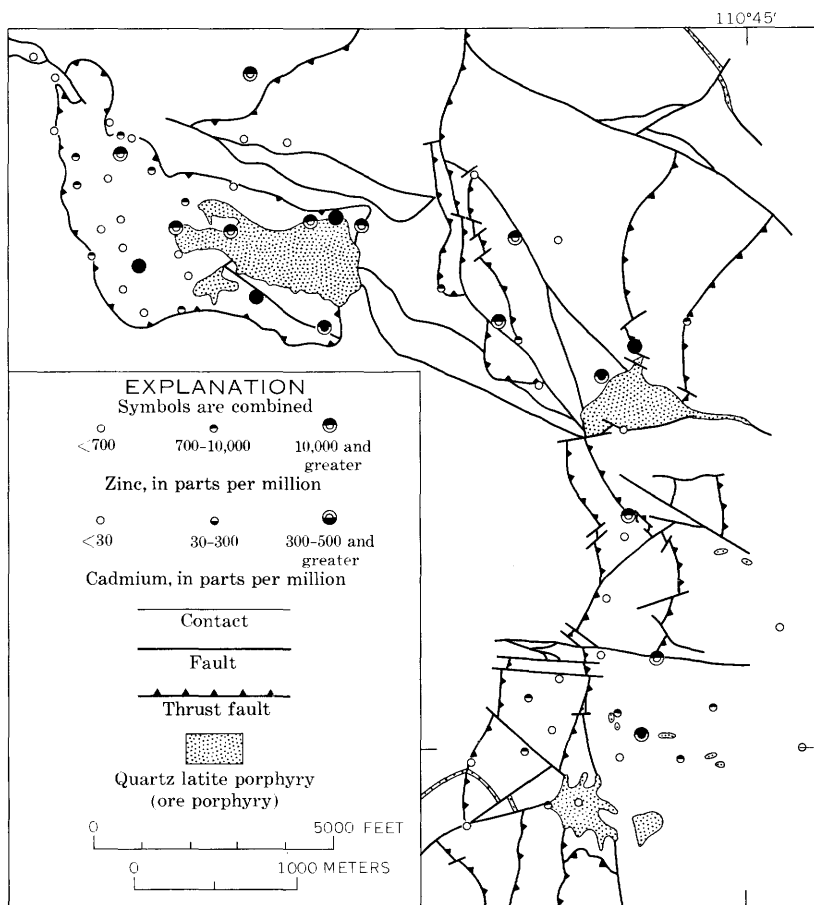 110°45′
EXPLANATION
Symbols are combined
<700 700-10,000 10,000 and
greater
Zinc, in parts per million
<30 30-300 300-500 and
greater
Cadmium, in parts per million
Contact
Fault
Thrust fault
Quartz latite porphyry
(ore porphyry)
0 5000 FEET
0 1000 METERS